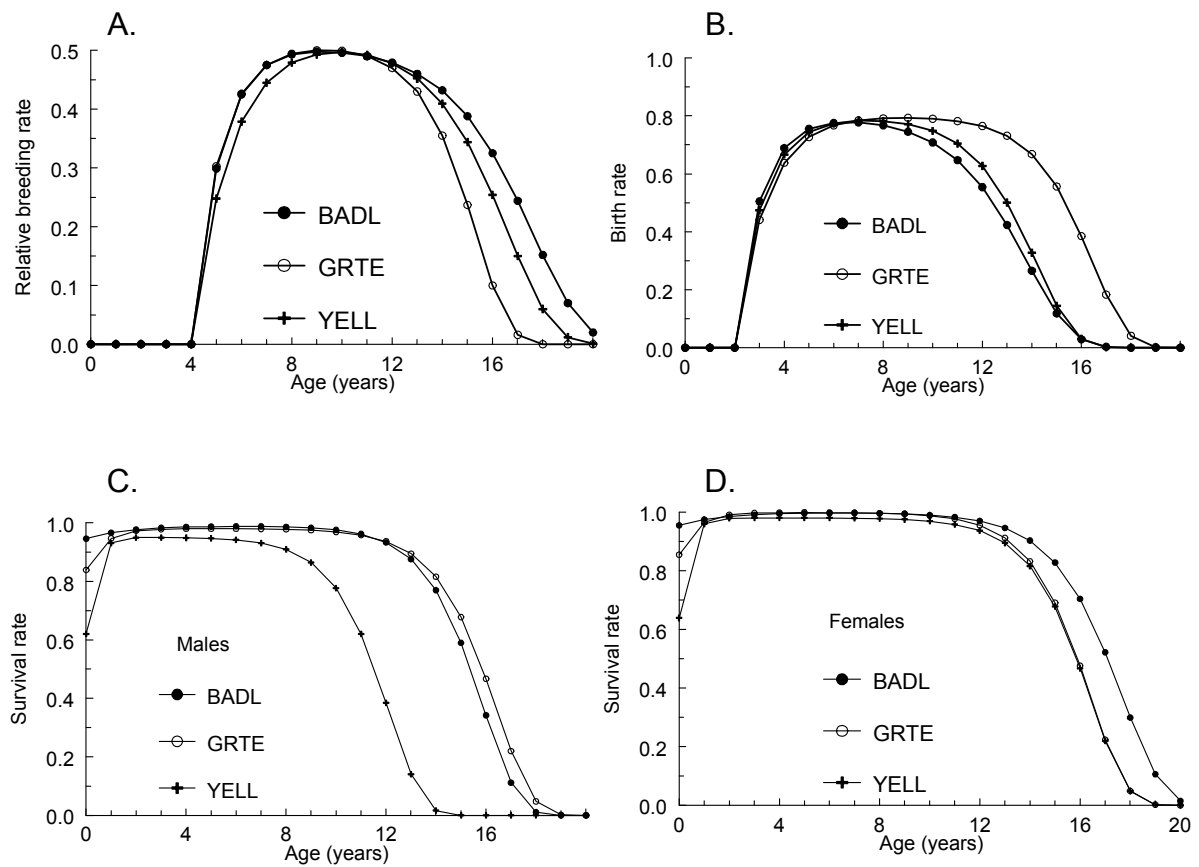 A.
0.5
0.4
0.3
0.2
0.1
0.0
Relative breeding rate
BADL
GRTE
YELL
0 4 8 12 16
Age (years)
B.
1.0
0.8
0.6
0.4
0.2
0.0
Birth rate
BADL
GRTE
YELL
0 4 8 12 16 20
Age (years)
C.
1.0
0.8
0.6
0.4
0.2
0.0
Survival rate
Males
BADL
GRTE
YELL
0 4 8 12 16
Age (years)
D.
1.0
0.8
0.6
0.4
0.2
0.0
Survival rate
Females
BADL
GRTE
YELL
0 4 8 12 16 20
Age (years)